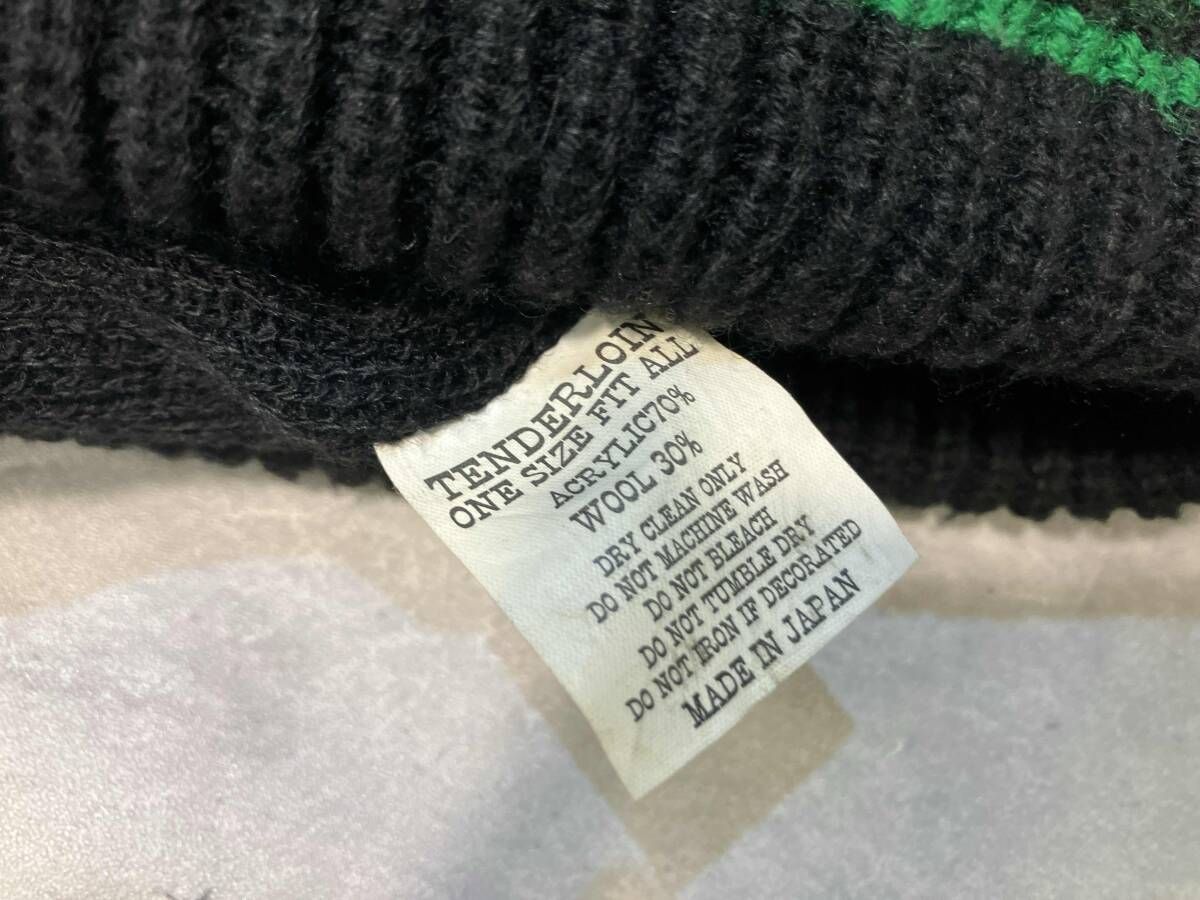 TENDERLOIN
ONE SIZE FIT ALL
ACRYLIC70%
WOOL 30%
DRY CLEAN ONLY
DO NOT MACHINE WASH
DO NOT BLEACH
DO NOT TUMBLE DRY
DO NOT IRON IF DECORATED
MADE IN JAPAN